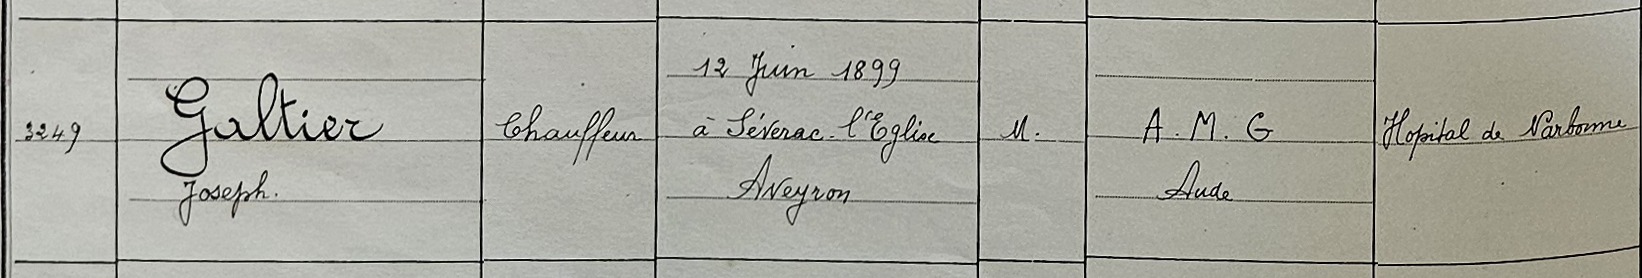 12 Juin 1899
3249 Galtier Chauffeur à Séverac-l'Eglise M. A. M. G Hopital de Narbonne
Joseph. Aveyron Aude